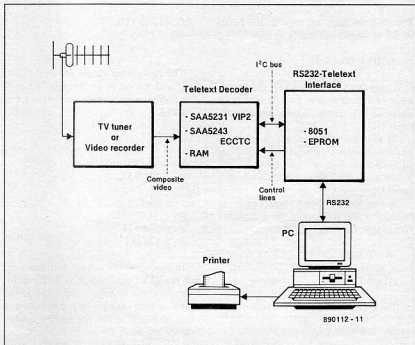 I²C bus
RS232-Teletext
Interface
Teletext Decoder
TV tuner
or
Video recorder
- SAA5231 VIP2
- SAA5243
ECCTC
- RAM
- 8051
- EPROM
Composite
video
Control
lines
RS232
PC
Printer
890112 - 11